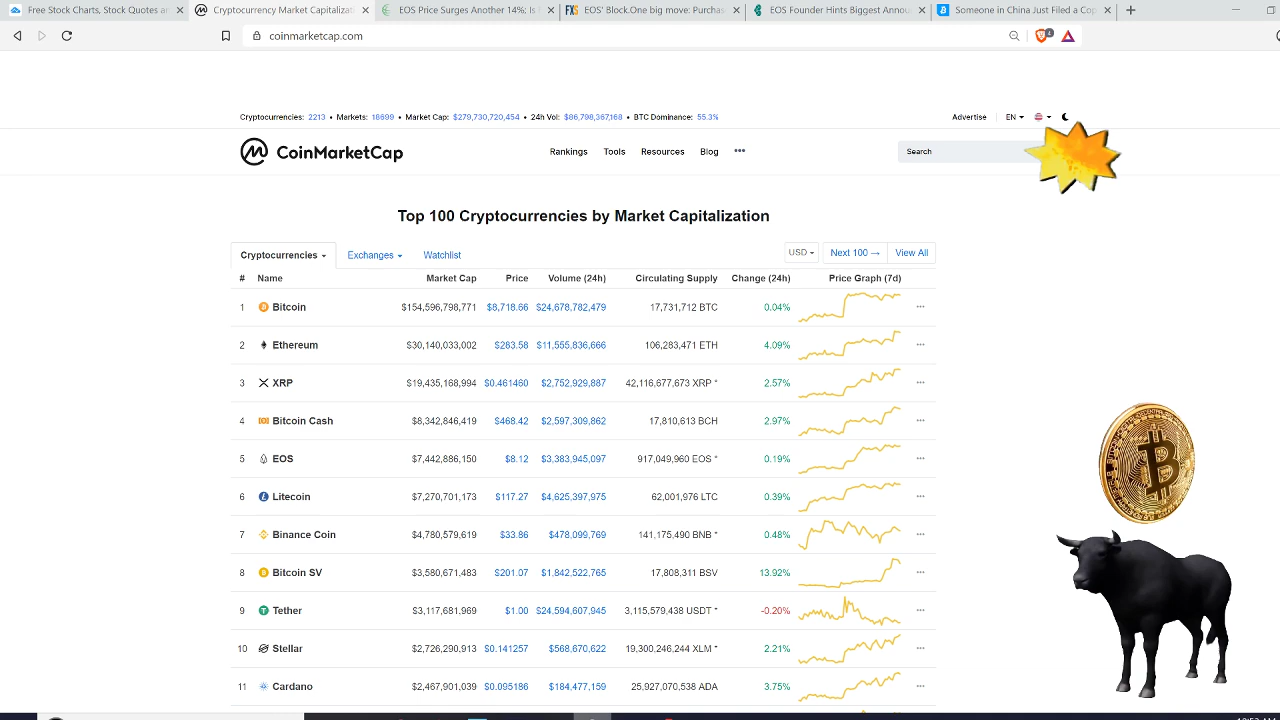 Free Stock Charts, Stock Quotes ar
Cryptocurrency Market Capitalizati
EOS Price Surges Another 14%; Is
EOS' Block.One big move: Purchas
EOS Founder Hints Biggest Annou
Someone in China Just Filed a Cop
coinmarketcap.com
Cryptocurrencies: 2213 • Markets: 18699 • Market Cap: $279,730,720,454 • 24h Vol: $86,798,367,168 • BTC Dominance: 55.3%
Advertise EN
CoinMarketCap
Rankings Tools Resources Blog
Search
Top 100 Cryptocurrencies by Market Capitalization
Cryptocurrencies Exchanges Watchlist USD Next 100 → View All
# Name Market Cap Price Volume (24h) Circulating Supply Change (24h) Price Graph (7d)
1 Bitcoin $154,596,798,771 $8,718.66 $24,678,782,479 17,731,712 BTC 0.04%
2 Ethereum $30,140,033,002 $283.58 $11,555,836,666 106,283,471 ETH 4.09%
3 XRP $19,435,168,994 $0.461460 $2,752,929,887 42,116,677,673 XRP * 2.57%
4 Bitcoin Cash $8,342,846,419 $468.42 $2,597,309,862 17,810,613 BCH 2.97%
5 EOS $7,442,886,150 $8.12 $3,383,945,097 917,049,960 EOS * 0.19%
6 Litecoin $7,270,701,173 $117.27 $4,625,397,975 62,001,976 LTC 0.39%
7 Binance Coin $4,780,579,619 $33.86 $478,099,769 141,175,490 BNB * 0.48%
8 Bitcoin SV $3,580,671,483 $201.07 $1,842,522,765 17,808,311 BSV 13.92%
9 Tether $3,117,681,969 $1.00 $24,594,607,945 3,115,579,438 USDT * -0.20%
10 Stellar $2,726,202,913 $0.141257 $568,670,622 19,300,246,244 XLM * 2.21%
11 Cardano $2,467,901,039 $0.095186 $184,477,159 25,927,070,538 ADA 3.75%